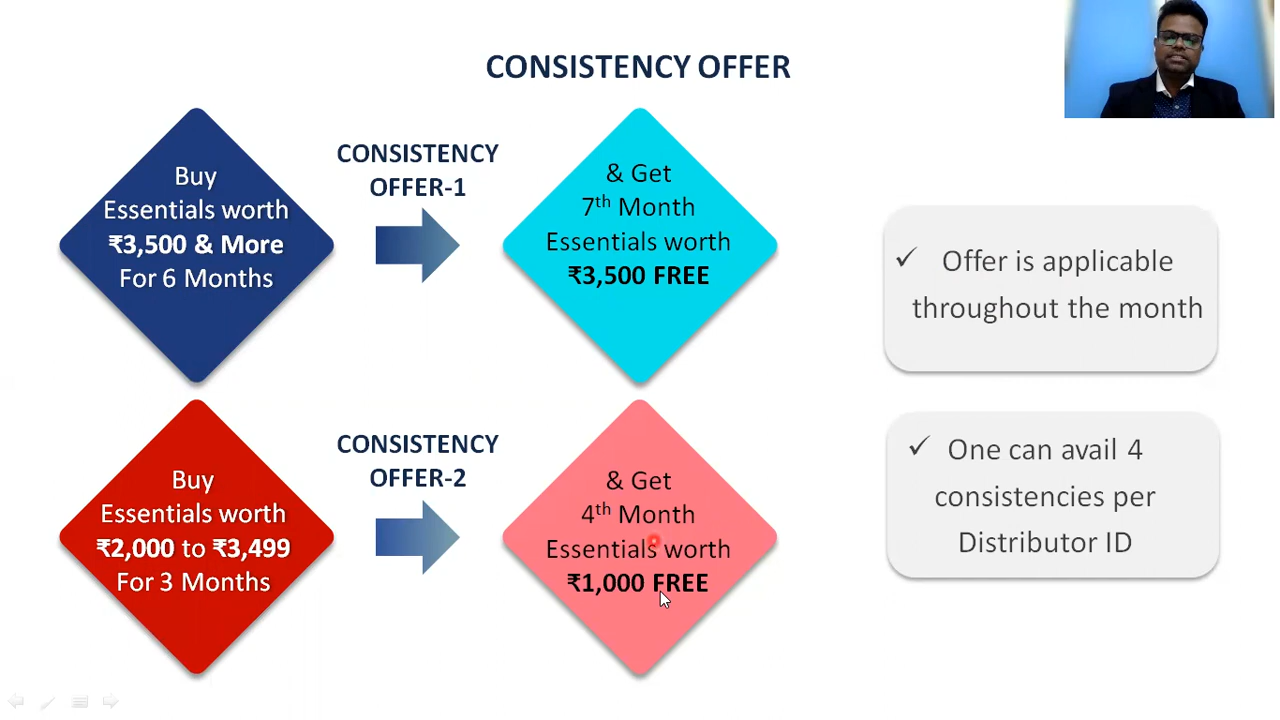 CONSISTENCY OFFER
Buy
Essentials worth
₹3,500 & More
For 6 Months
CONSISTENCY
OFFER-1
& Get
7th Month
Essentials worth
₹3,500 FREE
Buy
Essentials worth
₹2,000 to ₹3,499
For 3 Months
CONSISTENCY
OFFER-2
& Get
4th Month
Essentials worth
₹1,000 FREE
✓ Offer is applicable
throughout the month
✓ One can avail 4
consistencies per
Distributor ID